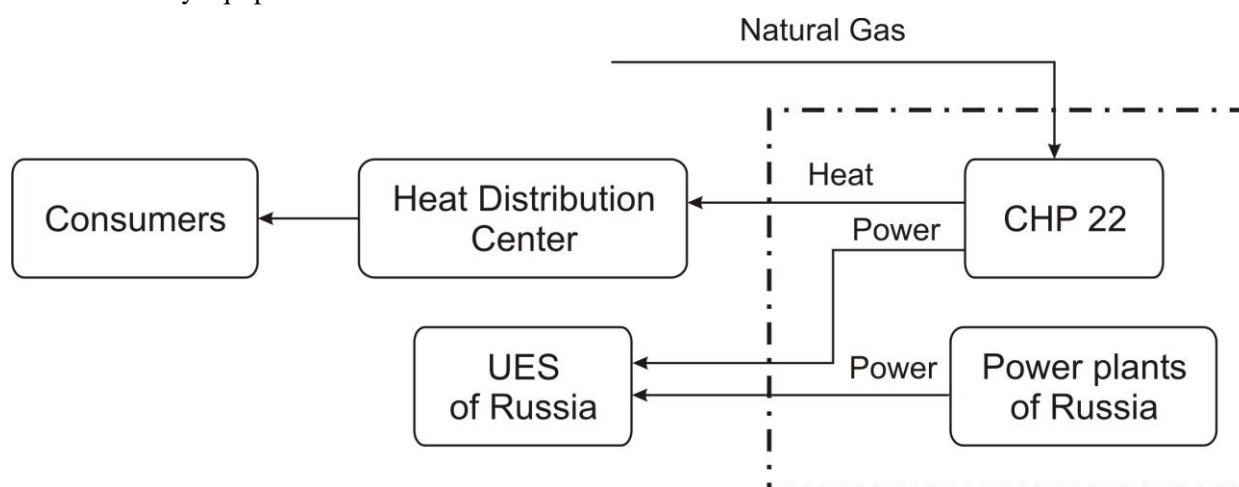 Natural Gas
Heat
Consumers
Heat Distribution
Center
CHP 22
Power
UES
of Russia
Power
Power plants
of Russia